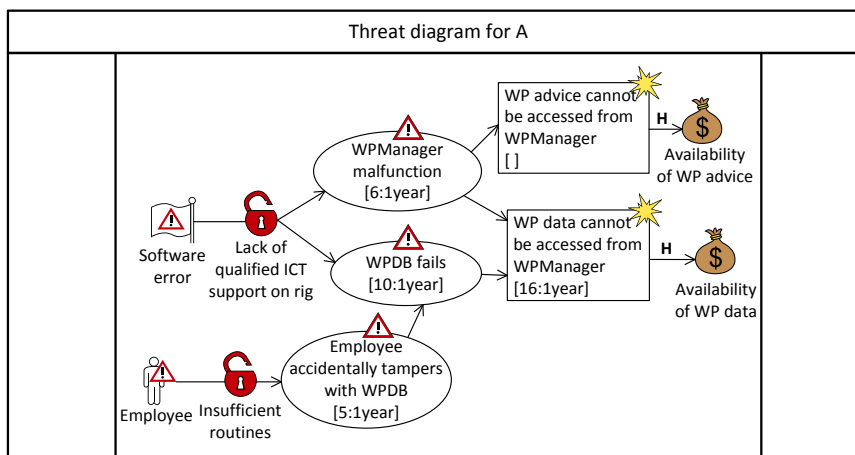 Threat diagram for A
WP advice cannot
be accessed from
WPManager
[ ]
H
$
Availability
of WP advice
WPManager
malfunction
[6:1year]
Software
error
Lack of
qualified ICT
support on rig
WPDB fails
[10:1year]
WP data cannot
be accessed from
WPManager
[16:1year]
H
$
Availability
of WP data
Employee
accidentally tampers
with WPDB
[5:1year]
Employee
Insufficient
routines